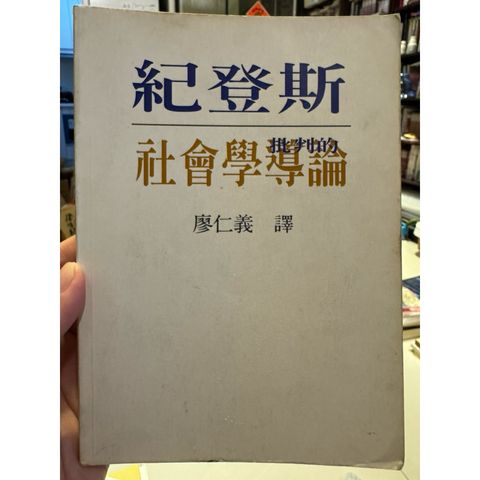 紀登斯
批判的
社會學導論
廖仁義 譯